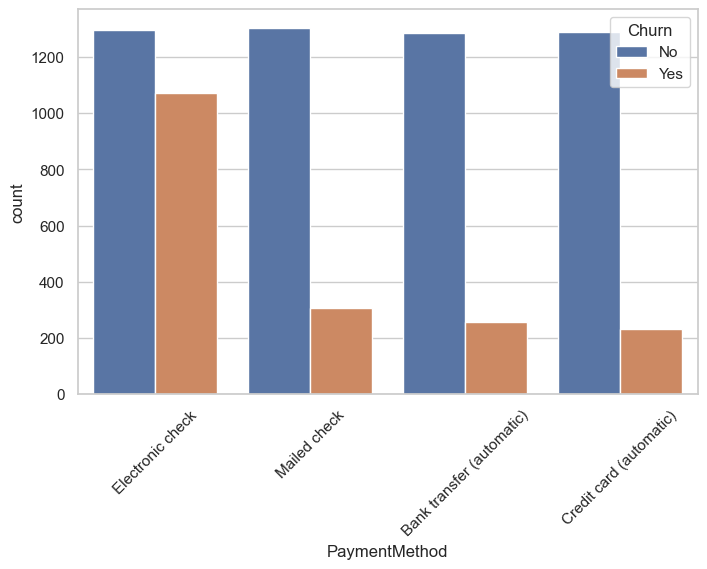 Churn
No
Yes
1200
1000
800
600
400
200
0
count
Electronic check
Mailed check
Bank transfer (automatic)
Credit card (automatic)
PaymentMethod